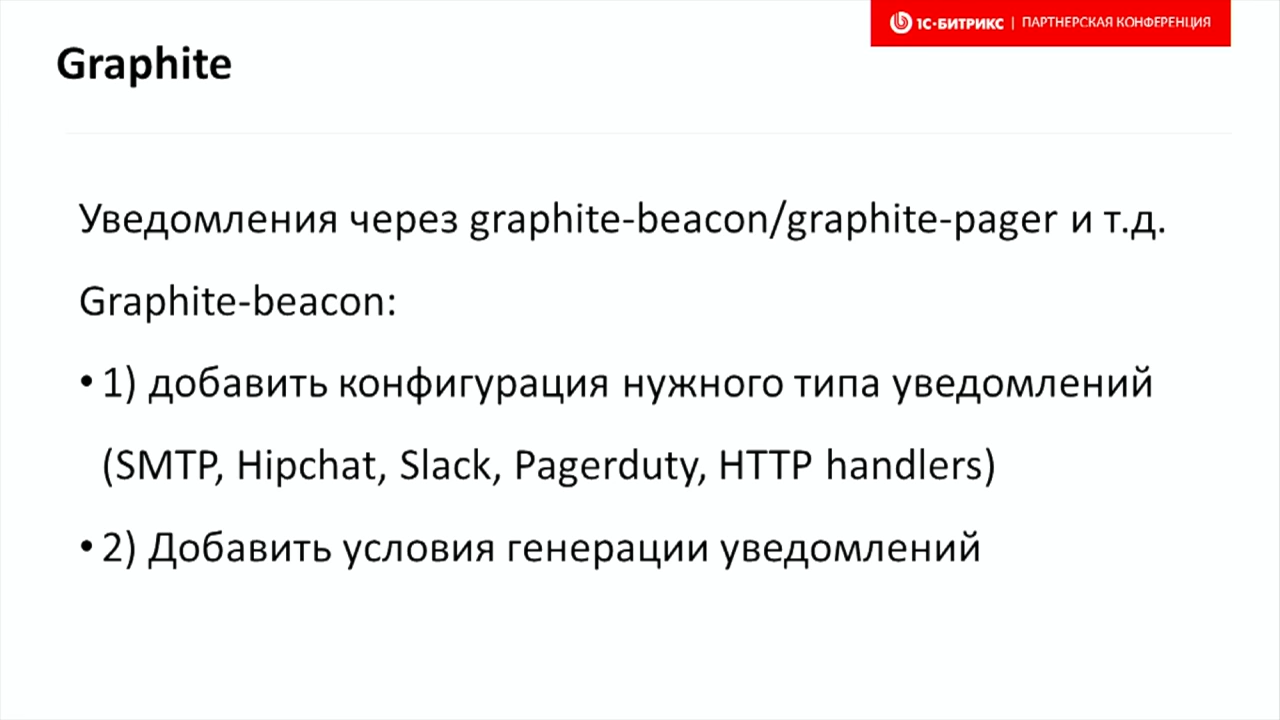 1С-БИТРИКС | ПАРТНЕРСКАЯ КОНФЕРЕНЦИЯ
Graphite
Уведомления через graphite-beacon/graphite-pager и т.д.
Graphite-beacon:
• 1) добавить конфигурация нужного типа уведомлений
(SMTP, Hipchat, Slack, Pagerduty, HTTP handlers)
• 2) Добавить условия генерации уведомлений